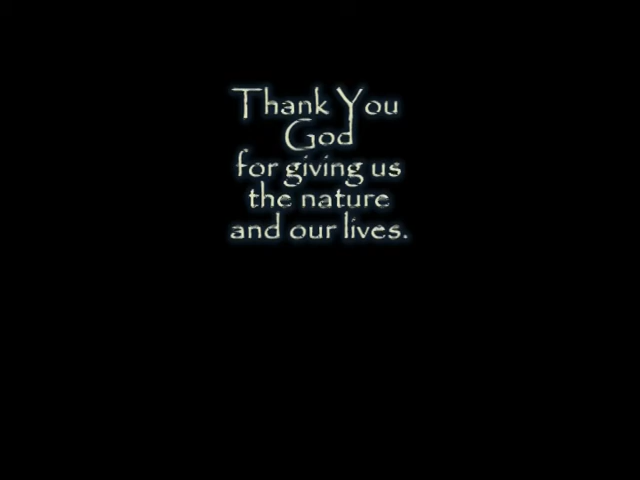 Thank You
God
for giving us
the nature
and our lives.